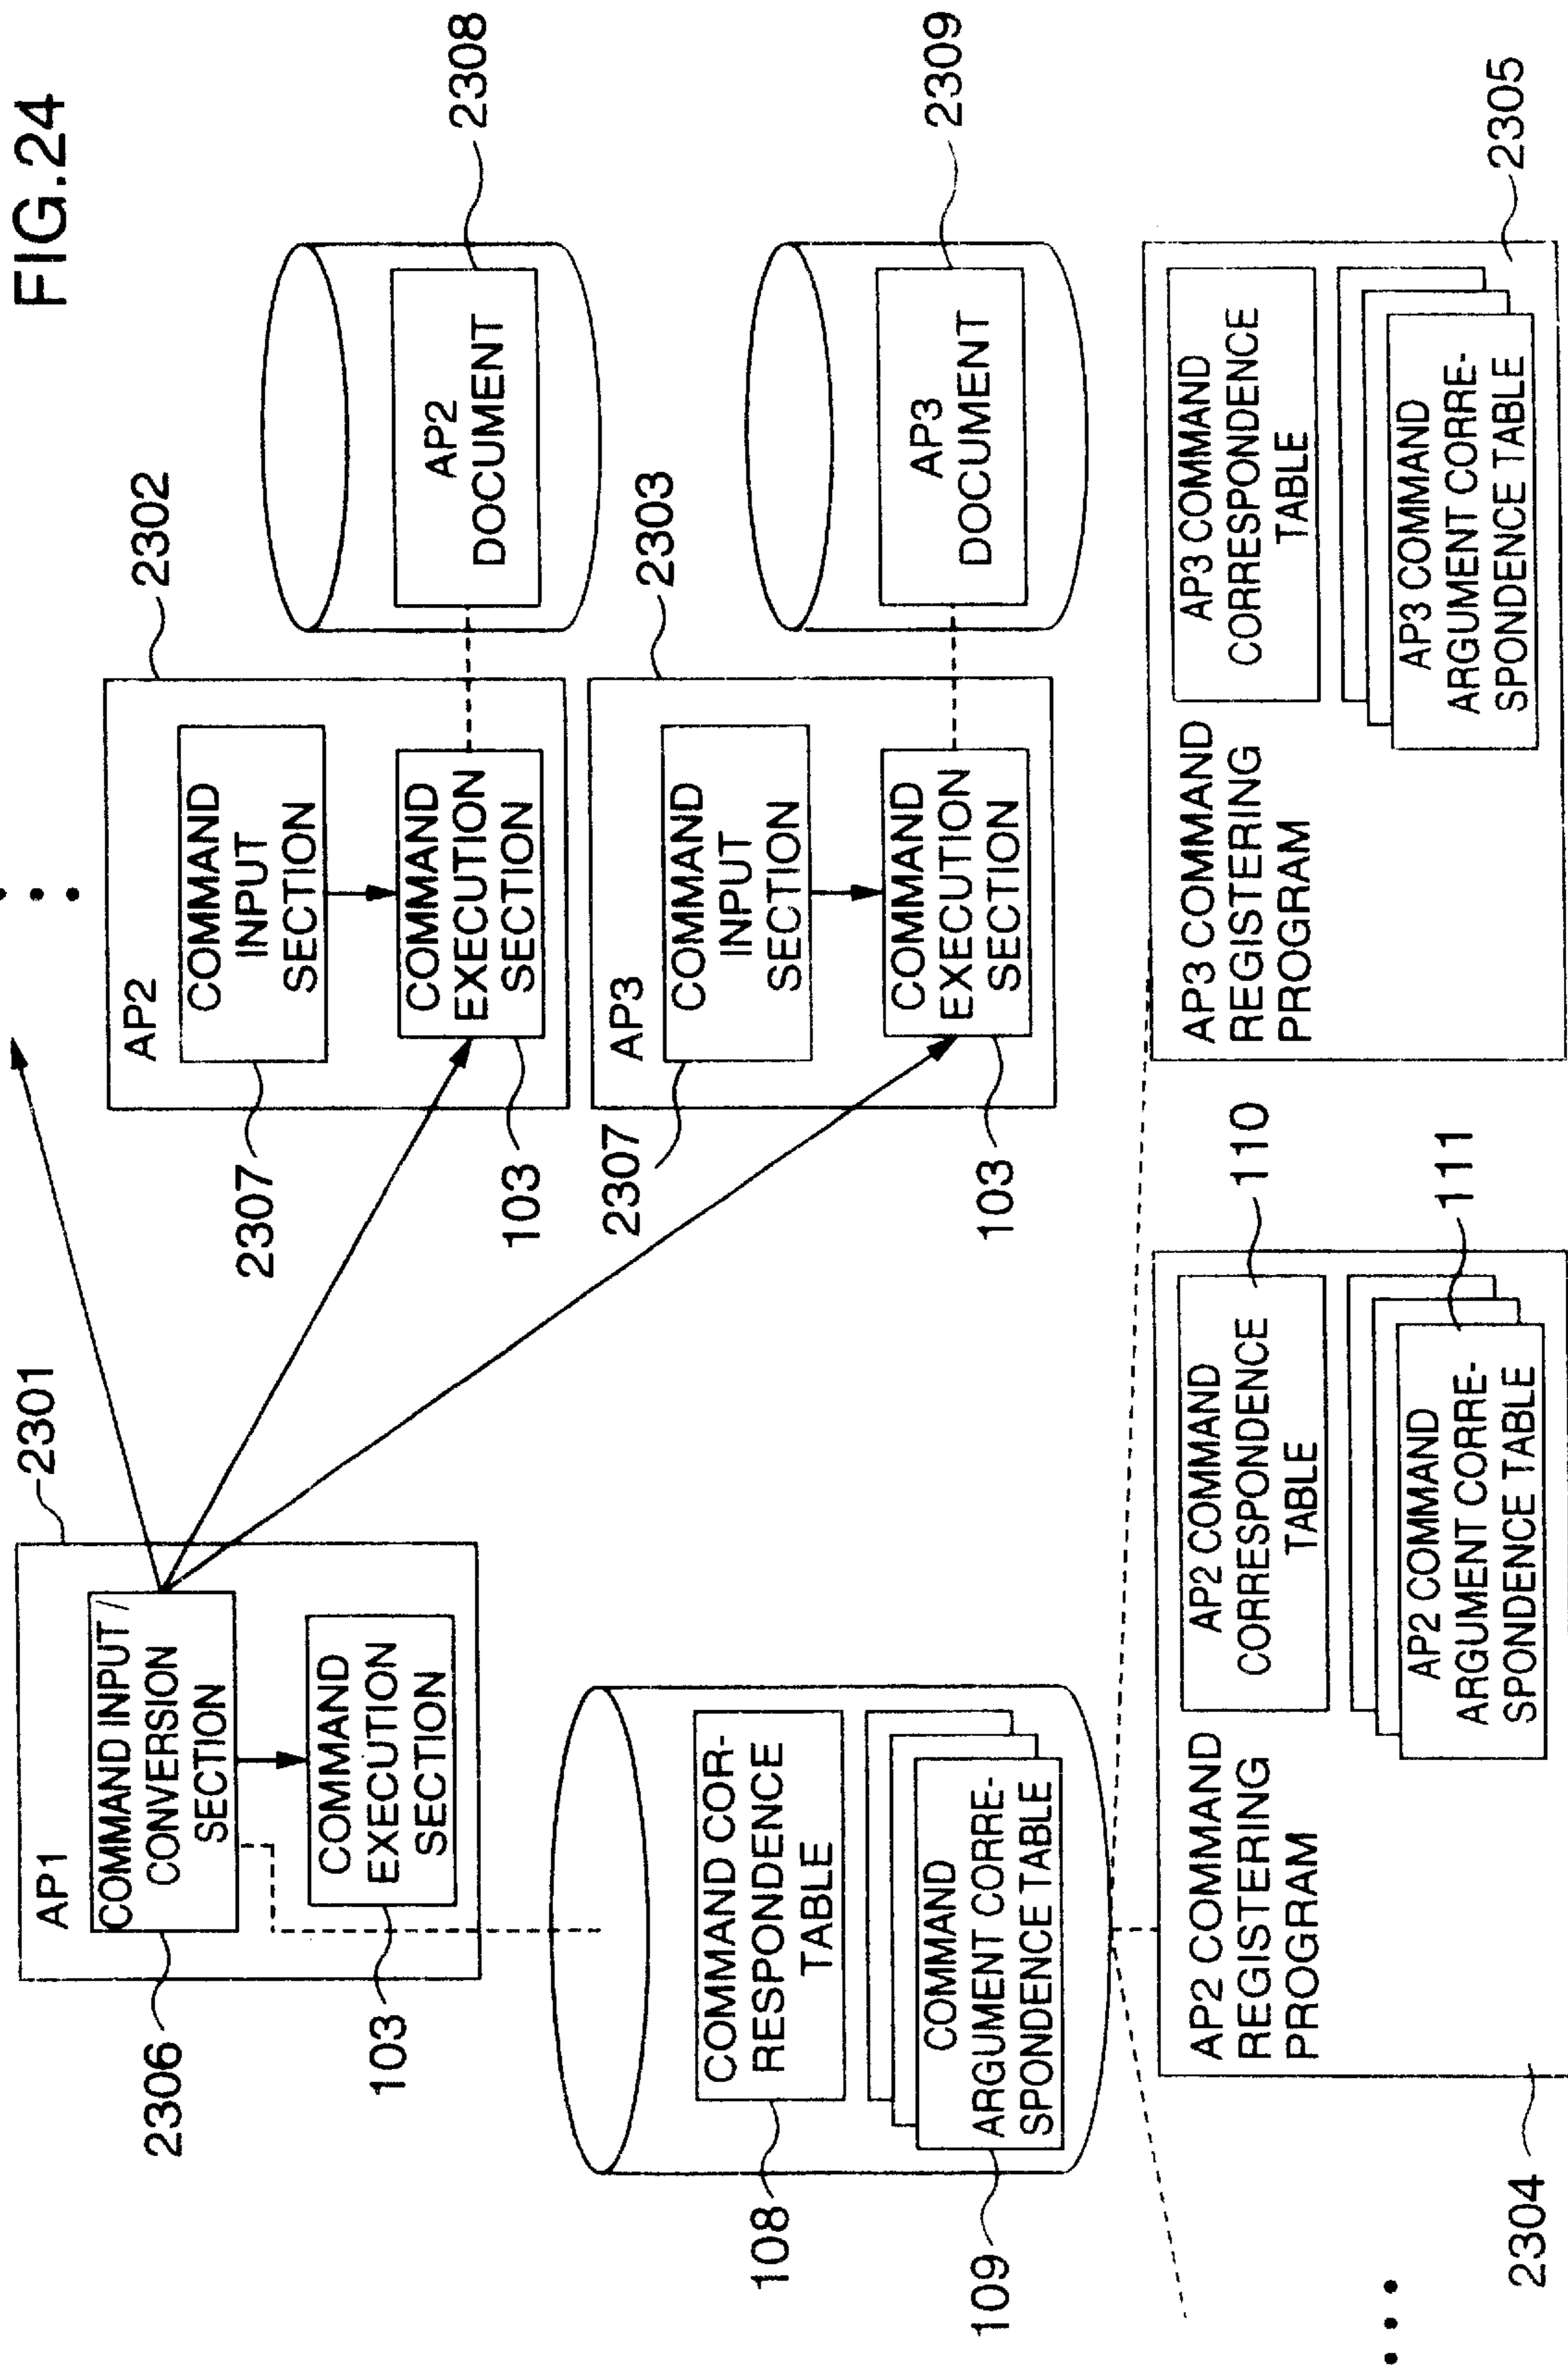 FIG.24
2301
AP1
COMMAND INPUT /
CONVERSION
SECTION
COMMAND
EXECUTION
SECTION
2306
103
2302
AP2
COMMAND
INPUT
SECTION
COMMAND
EXECUTION
SECTION
2307
103
AP2
DOCUMENT
2308
2303
AP3
COMMAND
INPUT
SECTION
COMMAND
EXECUTION
SECTION
2307
103
AP3
DOCUMENT
2309
COMMAND COR-
RESPONDENCE
TABLE
108
COMMAND
ARGUMENT CORRE-
SPONDENCE TABLE
109
AP2 COMMAND
REGISTERING
PROGRAM
AP2 COMMAND
CORRESPONDENCE
TABLE
110
AP2 COMMAND
ARGUMENT CORRE-
SPONDENCE TABLE
111
2304
AP3 COMMAND
REGISTERING
PROGRAM
AP3 COMMAND
CORRESPONDENCE
TABLE
AP3 COMMAND
ARGUMENT CORRE-
SPONDENCE TABLE
2305